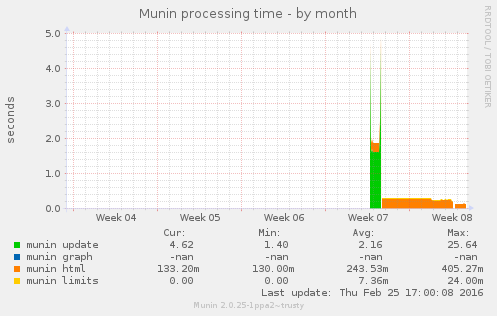 Munin processing time - by month
RRDTOOL / TOBI OETIKER
seconds
5.0
4.0
3.0
2.0
1.0
0.0
Week 04 Week 05 Week 06 Week 07 Week 08
Cur: Min: Avg: Max:
munin update 4.62 1.40 2.16 25.64
munin graph -nan -nan -nan -nan
munin html 133.20m 130.00m 243.53m 405.27m
munin limits 0.00 0.00 7.36m 24.00m
Last update: Thu Feb 25 17:00:08 2016
Munin 2.0.25-1ppa2~trusty